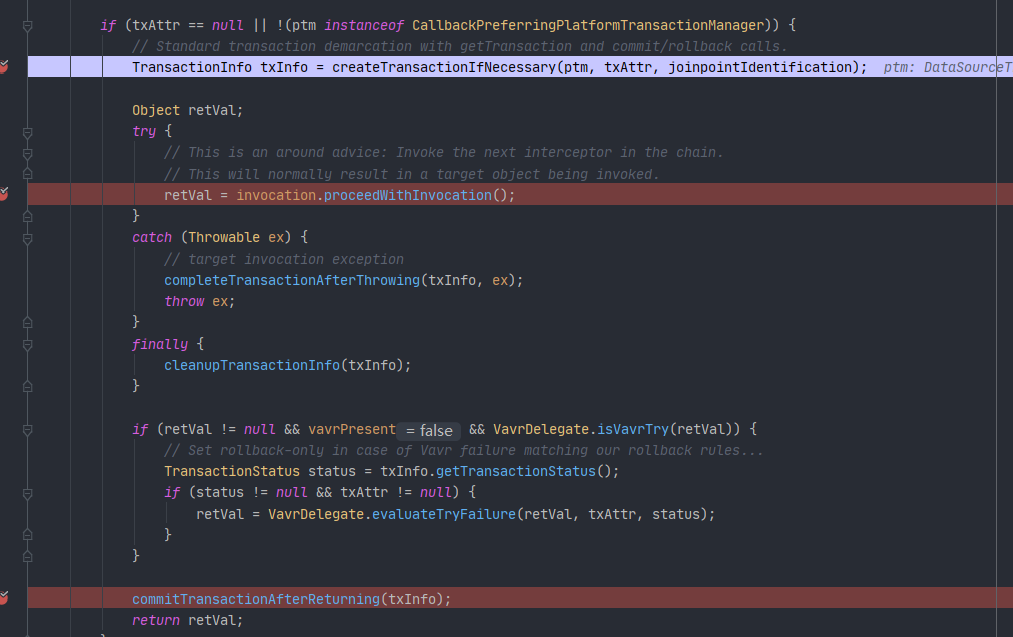 if (txAttr == null || !(ptm instanceof CallbackPreferringPlatformTransactionManager)) {
// Standard transaction demarcation with getTransaction and commit/rollback calls.
TransactionInfo txInfo = createTransactionIfNecessary(ptm, txAttr, joinpointIdentification); ptm: DataSourceT
Object retVal;
try {
// This is an around advice: Invoke the next interceptor in the chain.
// This will normally result in a target object being invoked.
retVal = invocation.proceedWithInvocation();
}
catch (Throwable ex) {
// target invocation exception
completeTransactionAfterThrowing(txInfo, ex);
throw ex;
}
finally {
cleanupTransactionInfo(txInfo);
}
if (retVal != null && vavrPresent = false && VavrDelegate.isVavrTry(retVal)) {
// Set rollback-only in case of Vavr failure matching our rollback rules...
TransactionStatus status = txInfo.getTransactionStatus();
if (status != null && txAttr != null) {
retVal = VavrDelegate.evaluateTryFailure(retVal, txAttr, status);
}
}
commitTransactionAfterReturning(txInfo);
return retVal;